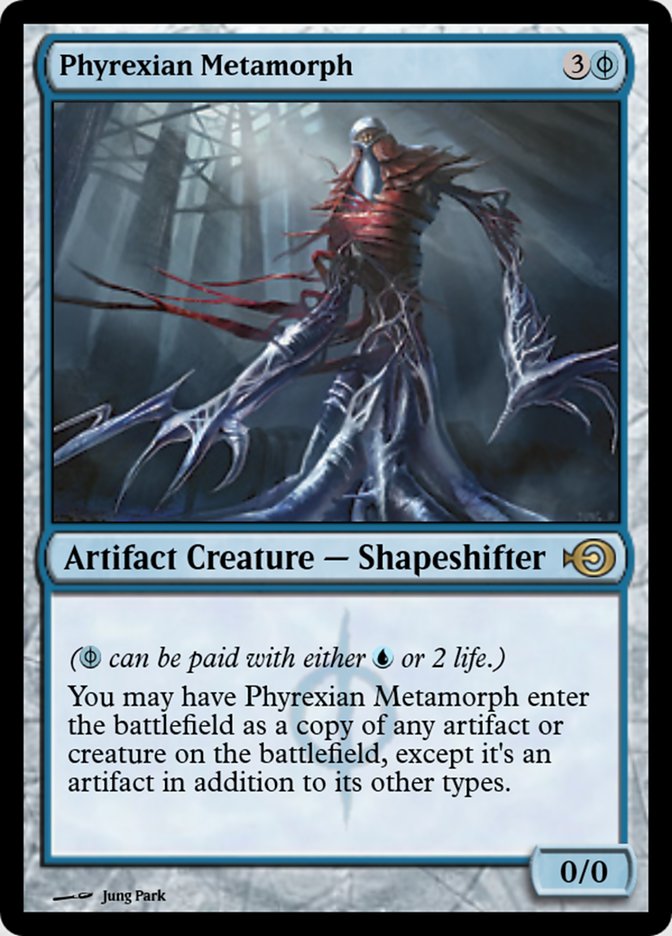 Phyrexian Metamorph 3
Artifact Creature — Shapeshifter
( can be paid with either or 2 life.)
You may have Phyrexian Metamorph enter
the battlefield as a copy of any artifact or
creature on the battlefield, except it's an
artifact in addition to its other types.
0/0
Jung Park